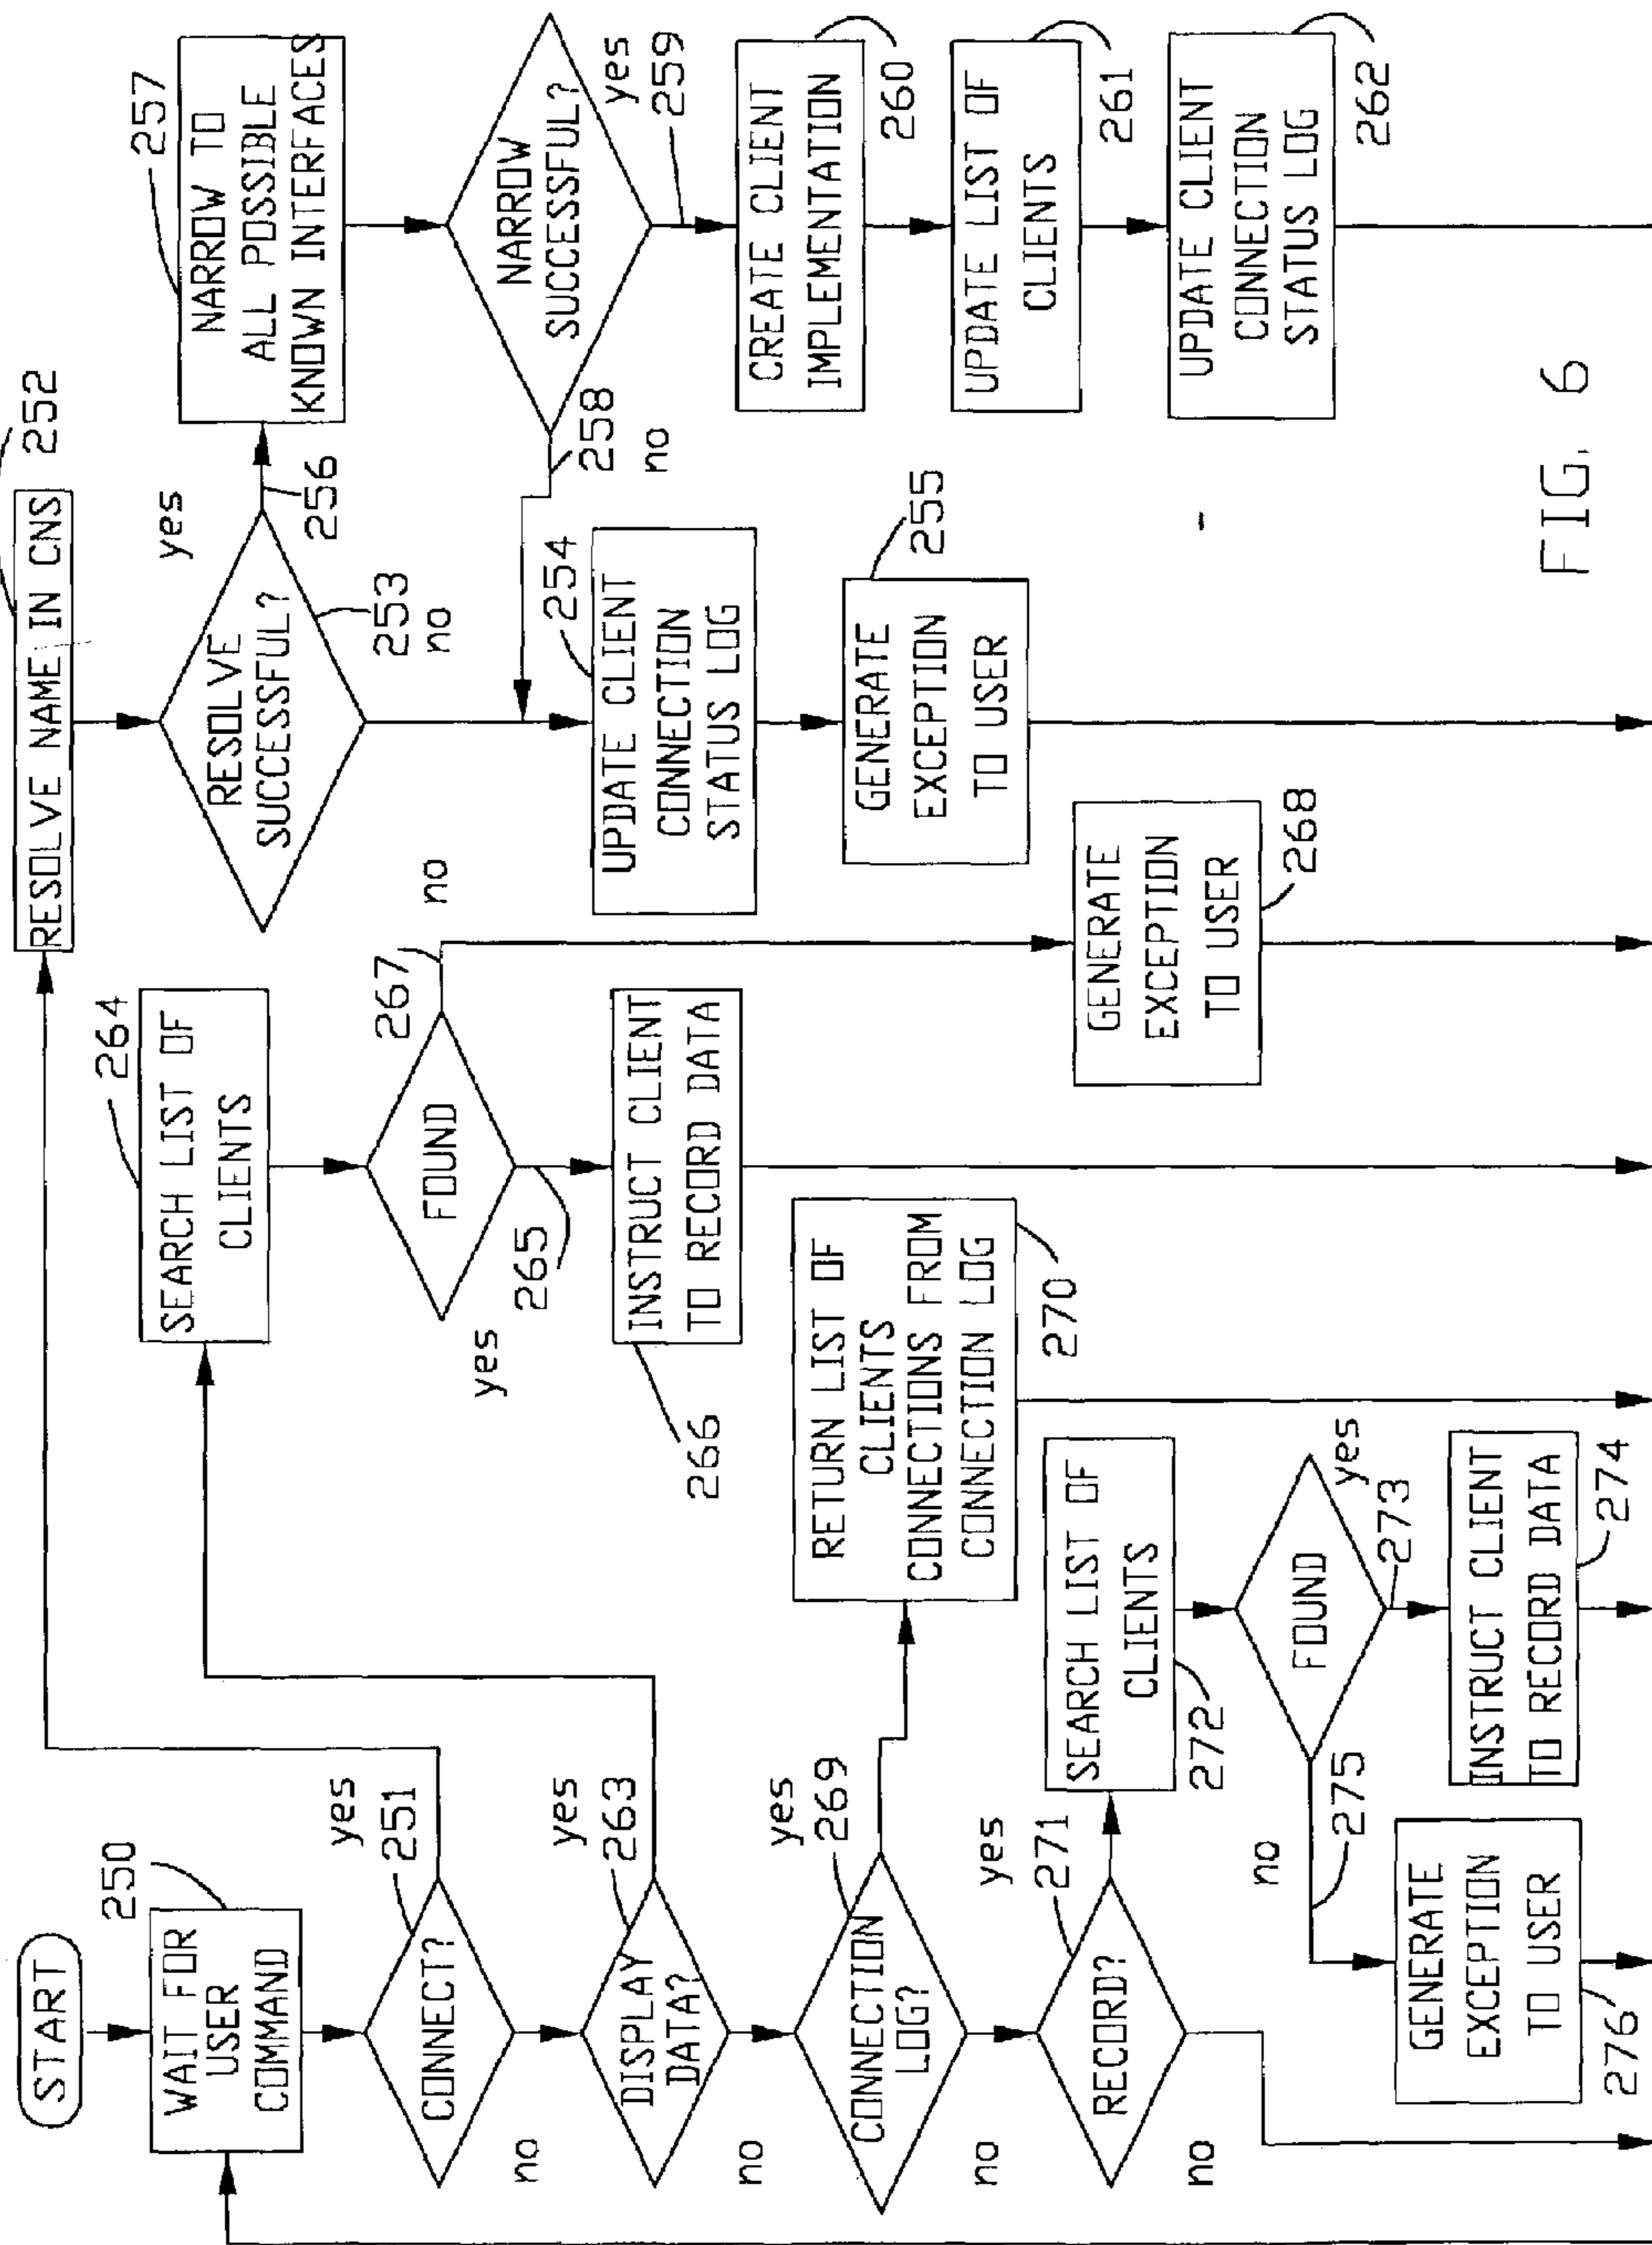 START
250
WAIT FOR
USER
COMMAND
yes
251
CONNECT?
no
yes
263
DISPLAY
DATA?
no
yes
269
CONNECTION
LOG?
no
yes
271
RECORD?
no
252
RESOLVE NAME IN CNS
yes
RESOLVE
SUCCESSFUL?
256
253
no
257
NARROW TO
ALL POSSIBLE
KNOWN INTERFACES
NARROW
SUCCESSFUL?
yes
259
258
no
CREATE CLIENT
IMPLEMENTATION
260
UPDATE LIST OF
CLIENTS
261
UPDATE CLIENT
CONNECTION
STATUS LOG
262
254
UPDATE CLIENT
CONNECTION
STATUS LOG
255
GENERATE
EXCEPTION
TO USER
264
SEARCH LIST OF
CLIENTS
267
no
FOUND
yes
265
INSTRUCT CLIENT
TO RECORD DATA
266
GENERATE
EXCEPTION
TO USER
268
RETURN LIST OF
CLIENTS
CONNECTIONS FROM
CONNECTION LOG
270
SEARCH LIST OF
CLIENTS
272
FOUND
yes
273
INSTRUCT CLIENT
TO RECORD DATA
274
275
no
GENERATE
EXCEPTION
TO USER
276
FIG. 6